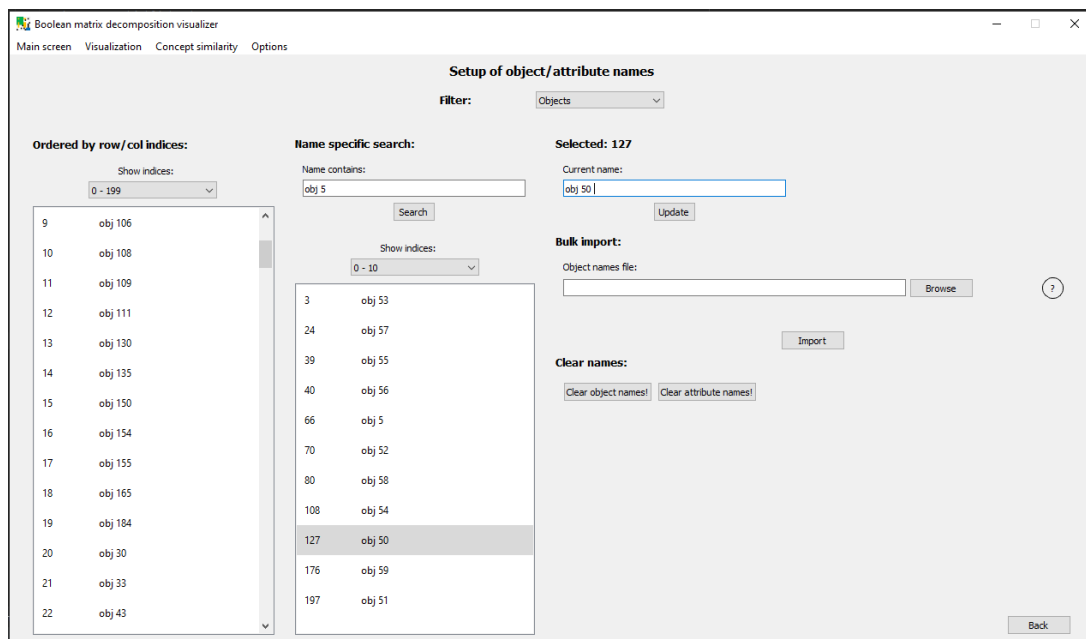 Boolean matrix decomposition visualizer
Main screen Visualization Concept similarity Options
Setup of object/attribute names
Filter: Objects
Ordered by row/col indices:
Show indices:
0 - 199
9 obj 106
10 obj 108
11 obj 109
12 obj 111
13 obj 130
14 obj 135
15 obj 150
16 obj 154
17 obj 155
18 obj 165
19 obj 184
20 obj 30
21 obj 33
22 obj 43
Name specific search:
Name contains:
obj 5
Search
Show indices:
0 - 10
3 obj 53
24 obj 57
39 obj 55
40 obj 56
66 obj 5
70 obj 52
80 obj 58
108 obj 54
127 obj 50
176 obj 59
197 obj 51
Selected: 127
Current name:
obj 50
Update
Bulk import:
Object names file:
Browse
?
Import
Clear names:
Clear object names! Clear attribute names!
Back